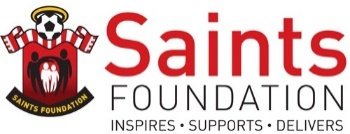 SAINTS FOUNDATION
Saints
FOUNDATION
INSPIRES • SUPPORTS • DELIVERS